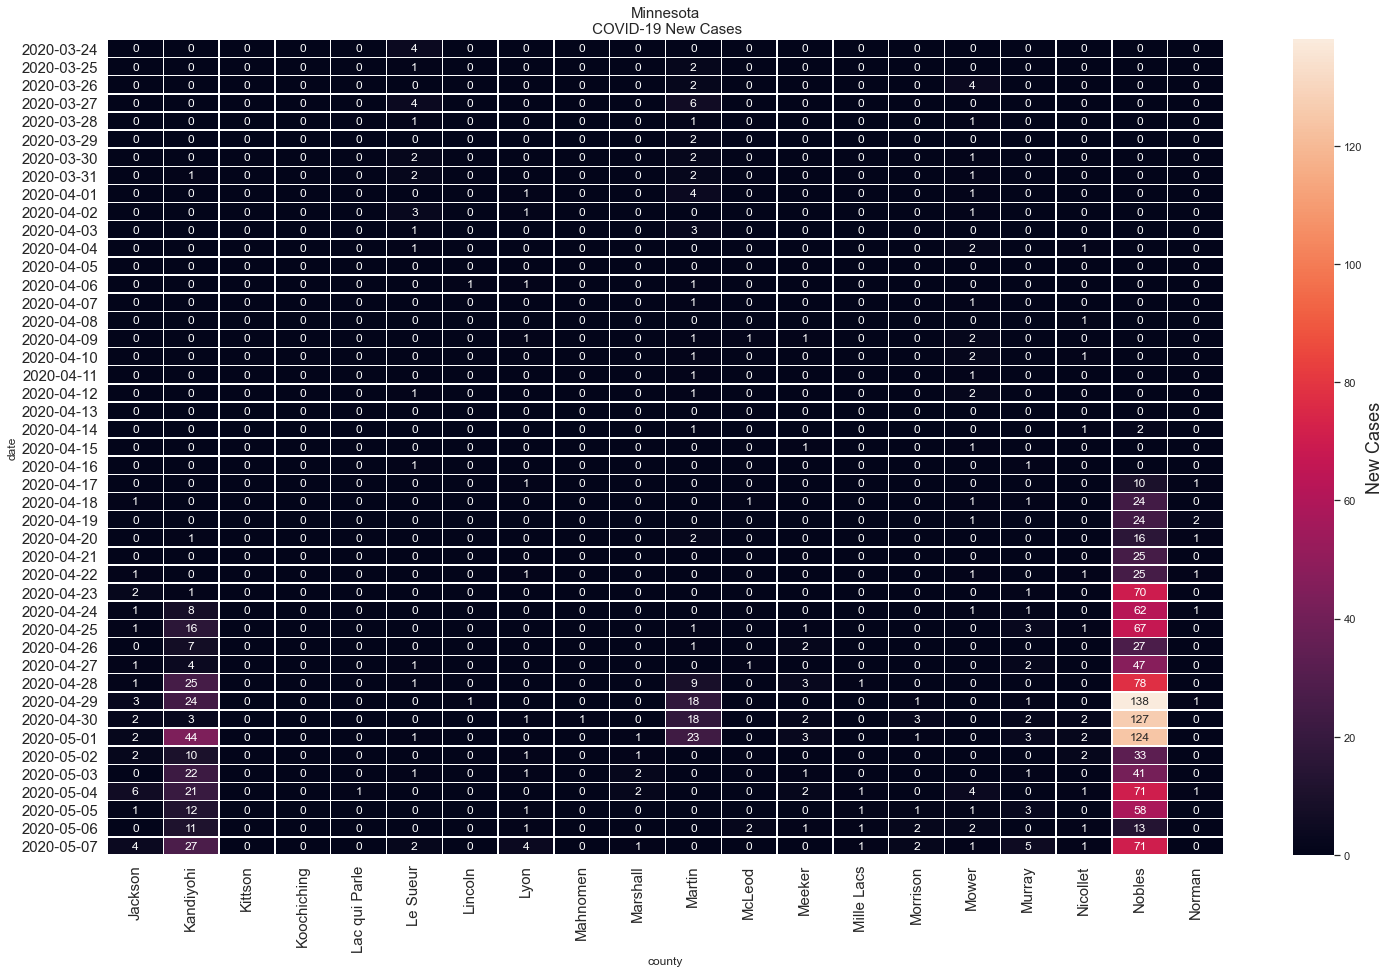 Minnesota
COVID-19 New Cases
2020-03-24 0 0 0 0 0 4 0 0 0 0 0 0 0 0 0 0 0 0 0 0
2020-03-25 0 0 0 0 0 1 0 0 0 0 2 0 0 0 0 0 0 0 0 0
2020-03-26 0 0 0 0 0 0 0 0 0 0 2 0 0 0 0 4 0 0 0 0
2020-03-27 0 0 0 0 0 4 0 0 0 0 6 0 0 0 0 0 0 0 0 0
2020-03-28 0 0 0 0 0 1 0 0 0 0 1 0 0 0 0 1 0 0 0 0
2020-03-29 0 0 0 0 0 0 0 0 0 0 2 0 0 0 0 0 0 0 0 0
2020-03-30 0 0 0 0 0 2 0 0 0 0 2 0 0 0 0 1 0 0 0 0
2020-03-31 0 1 0 0 0 2 0 0 0 0 2 0 0 0 0 1 0 0 0 0
2020-04-01 0 0 0 0 0 0 0 1 0 0 4 0 0 0 0 1 0 0 0 0
2020-04-02 0 0 0 0 0 3 0 1 0 0 0 0 0 0 0 1 0 0 0 0
2020-04-03 0 0 0 0 0 1 0 0 0 0 3 0 0 0 0 0 0 0 0 0
2020-04-04 0 0 0 0 0 1 0 0 0 0 0 0 0 0 0 2 0 1 0 0
2020-04-05 0 0 0 0 0 0 0 0 0 0 0 0 0 0 0 0 0 0 0 0
2020-04-06 0 0 0 0 0 0 1 1 0 0 1 0 0 0 0 0 0 0 0 0
2020-04-07 0 0 0 0 0 0 0 0 0 0 1 0 0 0 0 1 0 0 0 0
2020-04-08 0 0 0 0 0 0 0 0 0 0 0 0 0 0 0 0 0 1 0 0
2020-04-09 0 0 0 0 0 0 0 1 0 0 1 1 1 0 0 2 0 0 0 0
2020-04-10 0 0 0 0 0 0 0 0 0 0 1 0 0 0 0 2 0 1 0 0
2020-04-11 0 0 0 0 0 0 0 0 0 0 1 0 0 0 0 1 0 0 0 0
2020-04-12 0 0 0 0 0 1 0 0 0 0 1 0 0 0 0 2 0 0 0 0
2020-04-13 0 0 0 0 0 0 0 0 0 0 0 0 0 0 0 0 0 0 0 0
2020-04-14 0 0 0 0 0 0 0 0 0 0 1 0 0 0 0 0 0 1 2 0
2020-04-15 0 0 0 0 0 0 0 0 0 0 0 0 1 0 0 1 0 0 0 0
2020-04-16 0 0 0 0 0 1 0 0 0 0 0 0 0 0 0 0 1 0 0 0
2020-04-17 0 0 0 0 0 0 0 1 0 0 0 0 0 0 0 0 0 0 10 1
2020-04-18 1 0 0 0 0 0 0 0 0 0 0 1 0 0 0 1 1 0 24 0
2020-04-19 0 0 0 0 0 0 0 0 0 0 0 0 0 0 0 1 0 0 24 2
2020-04-20 0 1 0 0 0 0 0 0 0 0 2 0 0 0 0 0 0 0 16 1
2020-04-21 0 0 0 0 0 0 0 0 0 0 0 0 0 0 0 0 0 0 25 0
2020-04-22 1 0 0 0 0 0 0 1 0 0 0 0 0 0 0 1 0 1 25 1
2020-04-23 2 1 0 0 0 0 0 0 0 0 0 0 0 0 0 0 1 0 70 0
2020-04-24 1 8 0 0 0 0 0 0 0 0 0 0 0 0 0 1 1 0 62 1
2020-04-25 1 16 0 0 0 0 0 0 0 0 1 0 1 0 0 0 3 1 67 0
2020-04-26 0 7 0 0 0 0 0 0 0 0 1 0 2 0 0 0 0 0 27 0
2020-04-27 1 4 0 0 0 1 0 0 0 0 0 1 0 0 0 0 2 0 47 0
2020-04-28 1 25 0 0 0 1 0 0 0 0 9 0 3 1 0 0 0 0 78 0
2020-04-29 3 24 0 0 0 0 1 0 0 0 18 0 0 0 1 0 1 0 138 1
2020-04-30 2 3 0 0 0 0 0 1 1 0 18 0 2 0 3 0 2 2 127 0
2020-05-01 2 44 0 0 0 1 0 0 0 1 23 0 3 0 1 0 3 2 124 0
2020-05-02 2 10 0 0 0 0 0 1 0 1 0 0 0 0 0 0 0 2 33 0
2020-05-03 0 22 0 0 0 1 0 1 0 2 0 0 1 0 0 0 1 0 41 0
2020-05-04 6 21 0 0 1 0 0 0 0 2 0 0 2 1 0 4 0 1 71 1
2020-05-05 1 12 0 0 0 0 0 1 0 0 0 0 0 1 1 1 3 0 58 0
2020-05-06 0 11 0 0 0 0 0 1 0 0 0 2 1 1 2 2 0 1 13 0
2020-05-07 4 27 0 0 0 2 0 4 0 1 0 0 0 1 2 1 5 1 71 0
date
Jackson
Kandiyohi
Kittson
Koochiching
Lac qui Parle
Le Sueur
Lincoln
Lyon
Mahnomen
Marshall
Martin
McLeod
Meeker
Mille Lacs
Morrison
Mower
Murray
Nicollet
Nobles
Norman
county
120
100
80
60
40
20
0
New Cases